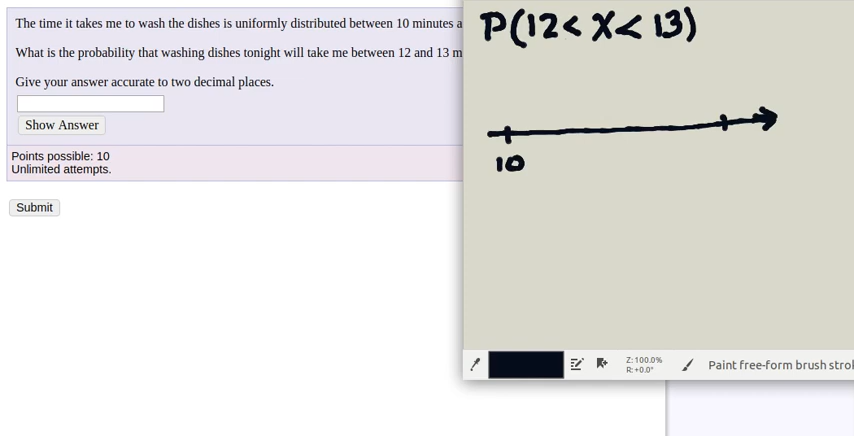 The time it takes me to wash the dishes is uniformly distributed between 10 minutes a
What is the probability that washing dishes tonight will take me between 12 and 13 m
Give your answer accurate to two decimal places.
Show Answer
Points possible: 10
Unlimited attempts.
Submit
P(12< X< 13)
10
Z: 100.0%
R: +0.0°
Paint free-form brush strok